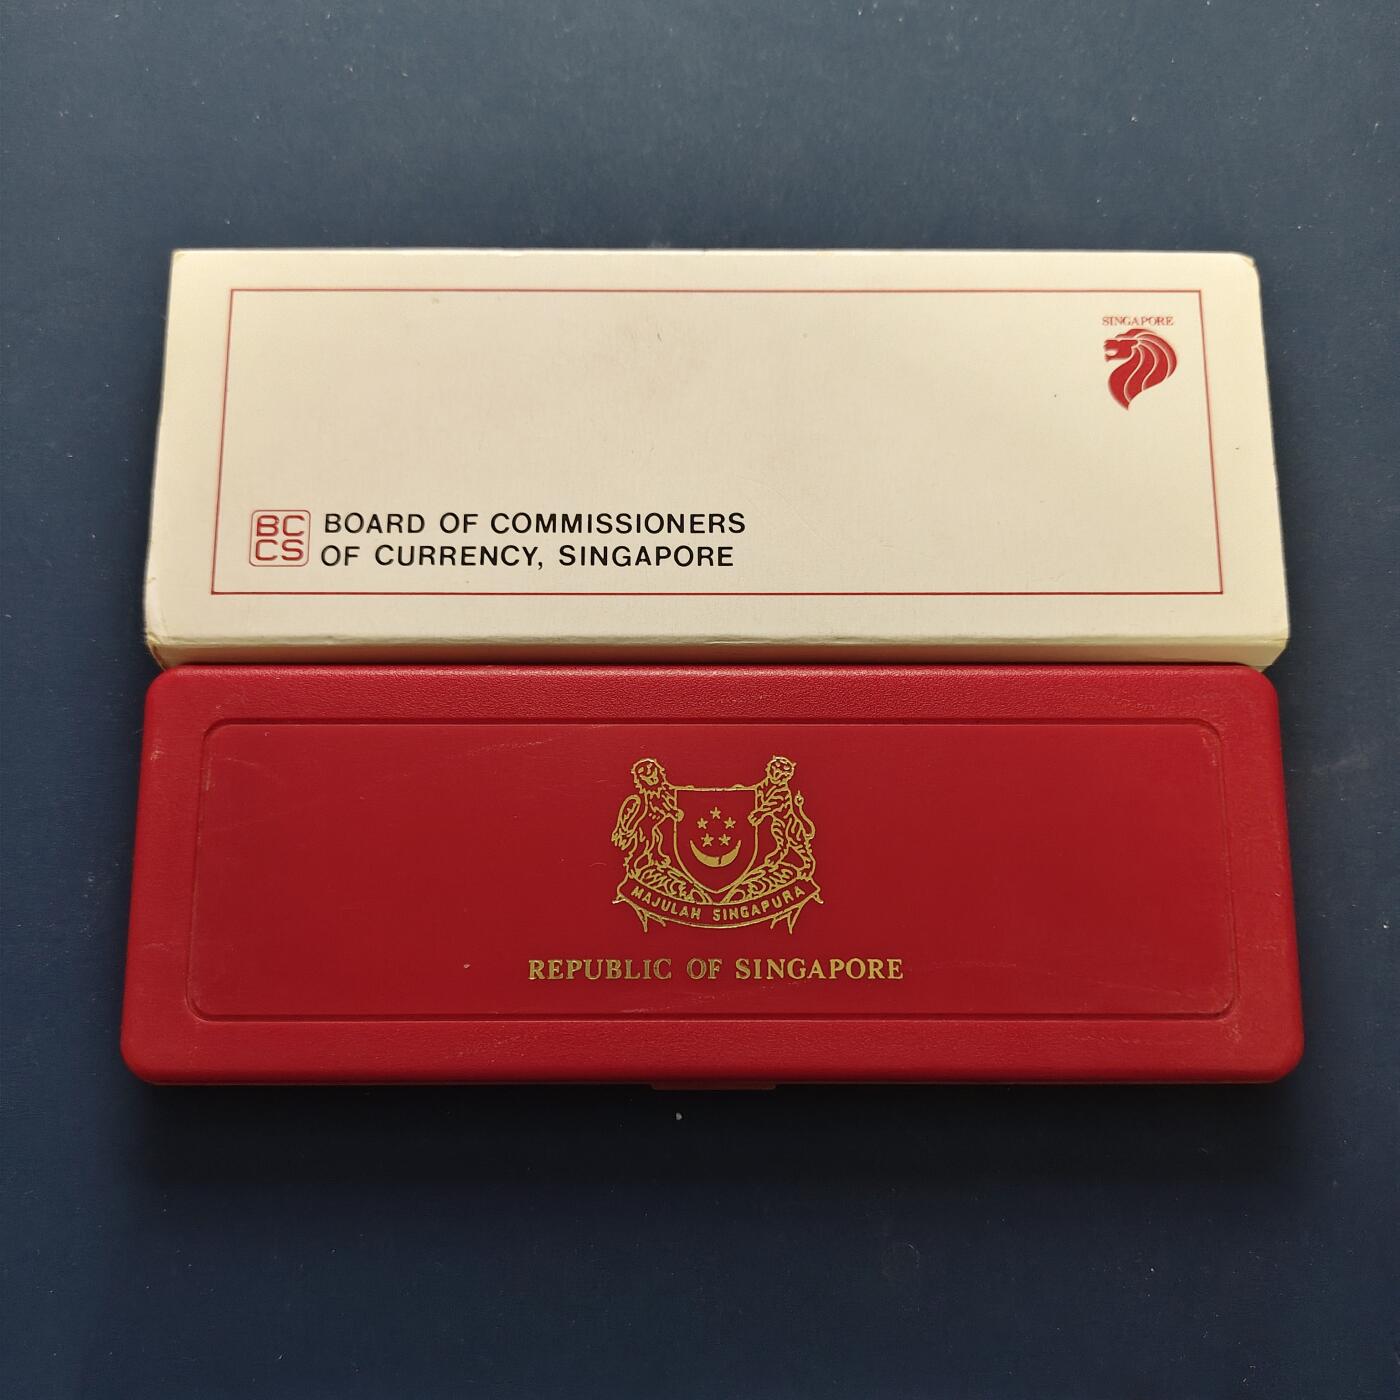 SINGAPORE
BC
CS
BOARD OF COMMISSIONERS
OF CURRENCY, SINGAPORE
MAJULAH SINGAPURA
REPUBLIC OF SINGAPORE